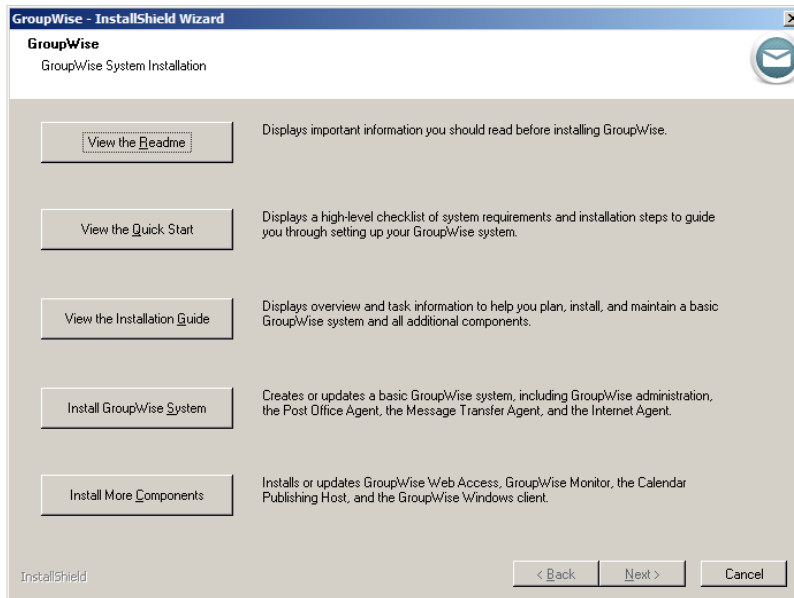 GroupWise - InstallShield Wizard
GroupWise
GroupWise System Installation
View the Readme
Displays important information you should read before installing GroupWise.
View the Quick Start
Displays a high-level checklist of system requirements and installation steps to guide
you through setting up your GroupWise system.
View the Installation Guide
Displays overview and task information to help you plan, install, and maintain a basic
GroupWise system and all additional components.
Install GroupWise System
Creates or updates a basic GroupWise system, including GroupWise administration,
the Post Office Agent, the Message Transfer Agent, and the Internet Agent.
Install More Components
Installs or updates GroupWise Web Access, GroupWise Monitor, the Calendar
Publishing Host, and the GroupWise Windows client.
InstallShield
< Back
Next >
Cancel